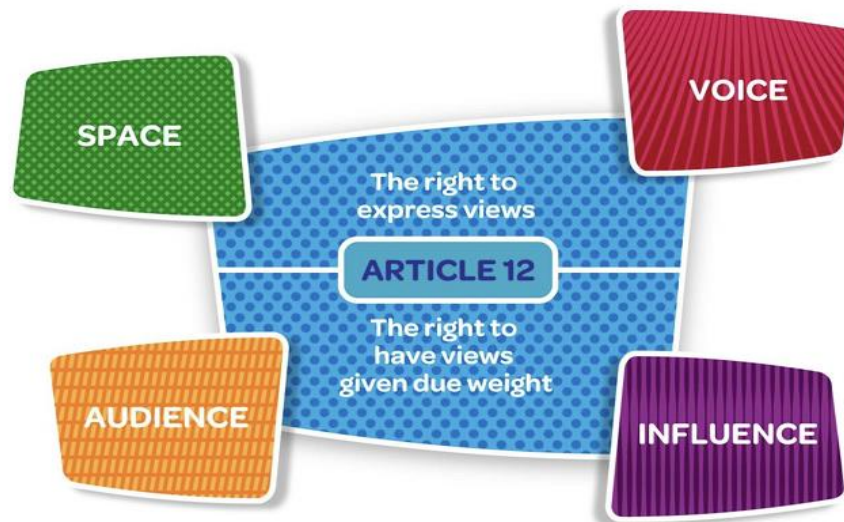 SPACE
VOICE
The right to
express views
ARTICLE 12
The right to
have views
given due weight
AUDIENCE
INFLUENCE